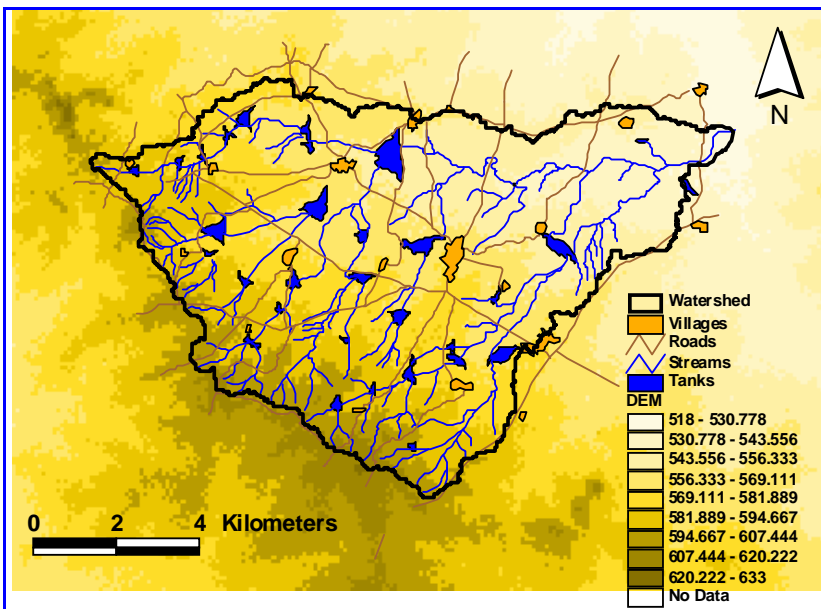 N
Watershed
Villages
Roads
Streams
Tanks
DEM
518 - 530.778
530.778 - 543.556
543.556 - 556.333
556.333 - 569.111
569.111 - 581.889
581.889 - 594.667
594.667 - 607.444
607.444 - 620.222
620.222 - 633
No Data
0 2 4 Kilometers